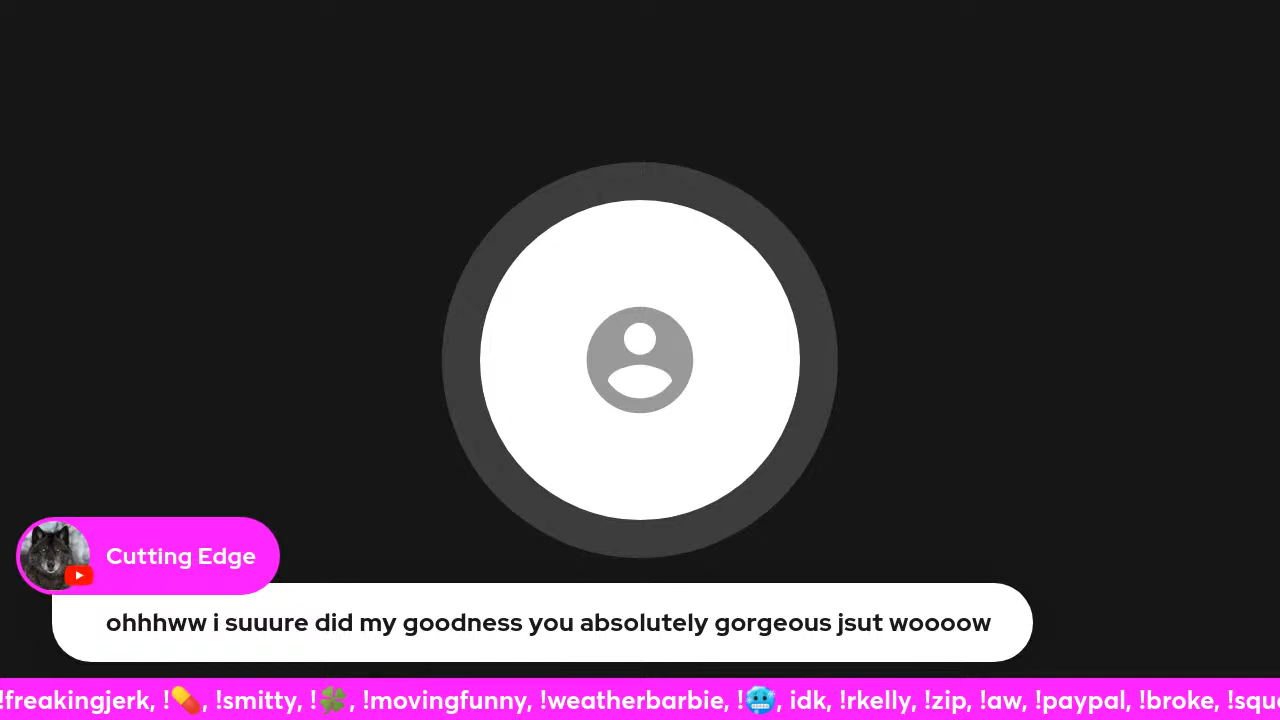 Cutting Edge
ohhhww i suuure did my goodness you absolutely gorgeous jsut woooow
!freakingjerk, !💊, !smitty, !🍀, !movingfunny, !weatherbarbie, !🥶, idk, !rkelly, !zip, !aw, !paypal, !broke, !squ